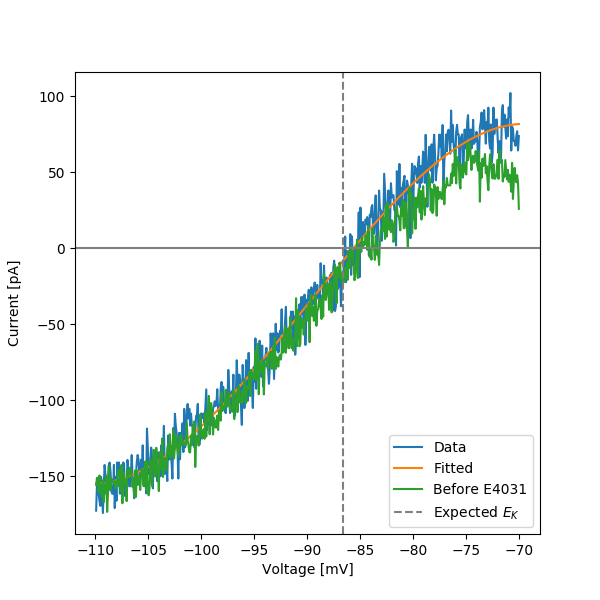 100
50
0
−50
−100
−150
Current [pA]
−110 −105 −100 −95 −90 −85 −80 −75 −70
Voltage [mV]
Data
Fitted
Before E4031
Expected E_K